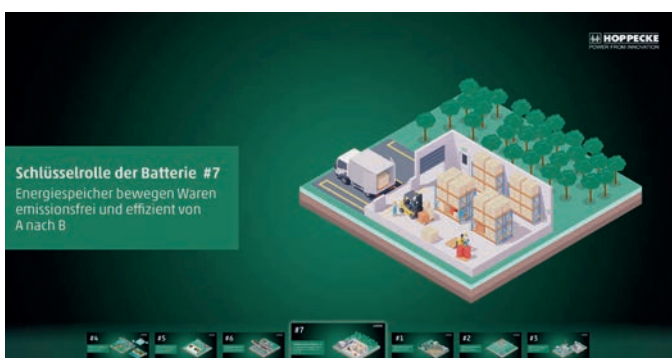 HOPPECKE
POWER FROM INNOVATION
Schlüsselrolle der Batterie #7
Energiespeicher bewegen Waren
emissionsfrei und effizient von
A nach B
#4
#5
#6
#7
#1
#2
#3